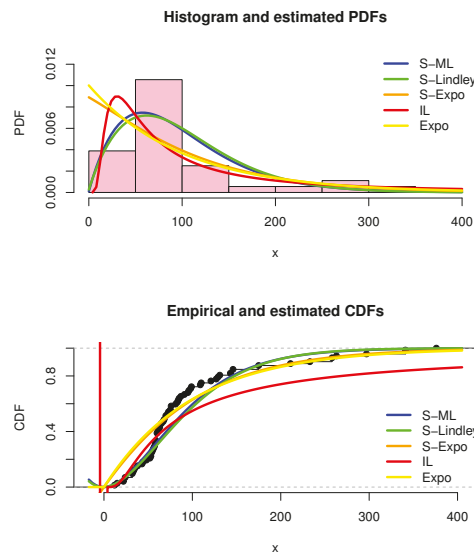 Histogram and estimated PDFs
PDF
0.012
0.006
0.000
S−ML
S−Lindley
S−Expo
IL
Expo
0
100
200
300
400
x
Empirical and estimated CDFs
CDF
0.8
0.4
0.0
S−ML
S−Lindley
S−Expo
IL
Expo
0
100
200
300
400
x